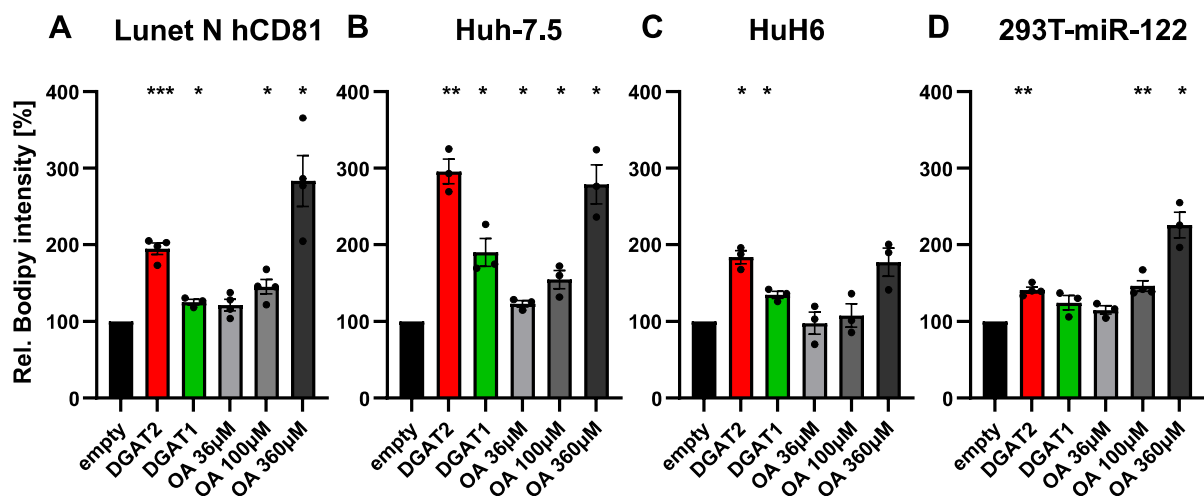 A Lunet N hCD81 B Huh-7.5 C HuH6 D 293T-miR-122
Rel. Bodipy intensity [%]
*** * * *
400
300
200
100
0
empty
DGAT2
DGAT1
OA 36µM
OA 100µM
OA 360µM
** * * * *
400
300
200
100
0
empty
DGAT2
DGAT1
OA 36µM
OA 100µM
OA 360µM
* *
400
300
200
100
0
empty
DGAT2
DGAT1
OA 36µM
OA 100µM
OA 360µM
** ** *
400
300
200
100
0
empty
DGAT2
DGAT1
OA 36µM
OA 100µM
OA 360µM